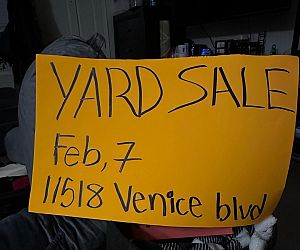 YARD SALE
Feb, 7
11518 Venice blvd